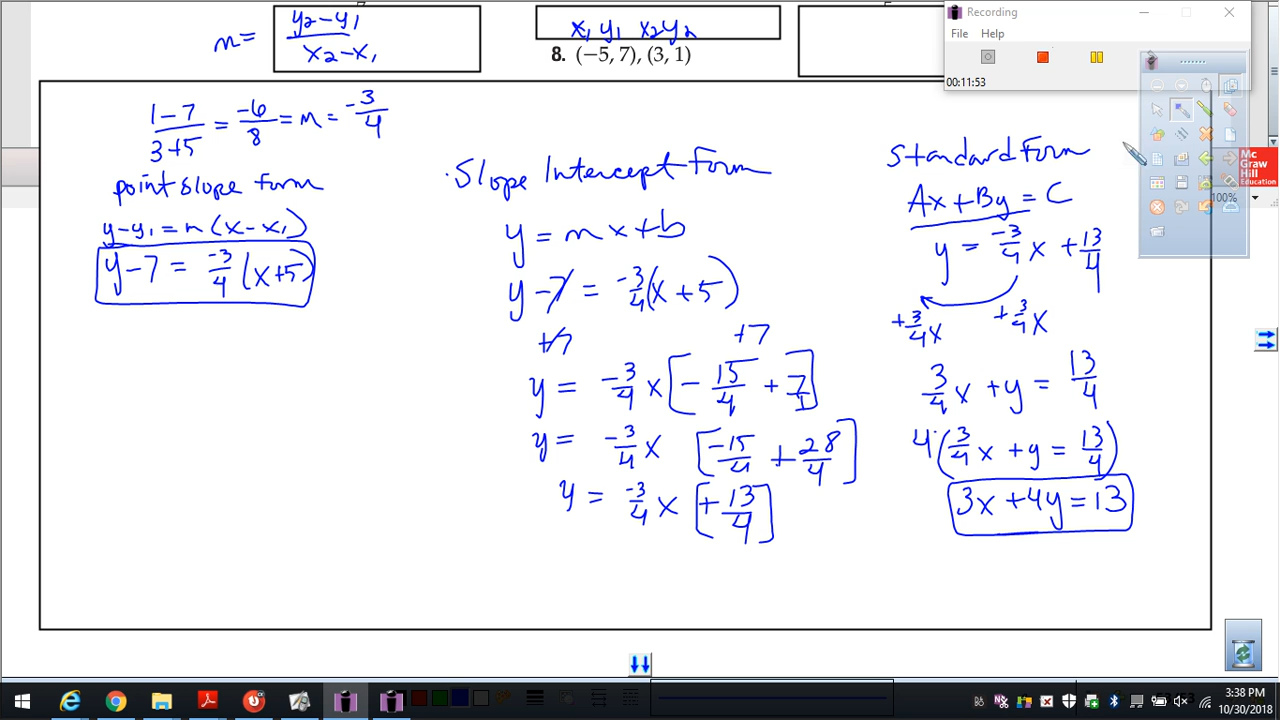 m = y₂-y₁ / x₂-x₁
x₁ y₁ x₂ y₂
8. (−5, 7), (3, 1)
1-7 / 3+5 = -6/8 = m = -3/4
point slope form
y-y₁ = m(x-x₁)
y-7 = -3/4 (x+5)
Slope Intercept Form
y = mx+b
y -7 = -3/4(x +5)
+7 +7
y = -3/4 x [- 15/4 + 7/1]
y = -3/4 x [-15/4 + 28/4]
y = -3/4 x [+ 13/4]
Standard Form
Ax+By = C
y = -3/4 x + 13/4
+3/4x +3/4x
3/4 x +y = 13/4
4(3/4 x + y = 13/4)
3x +4y = 13
Recording
File Help
00:11:53
Mc
Graw
Hill
Education
100%
3:38 PM
10/30/2018